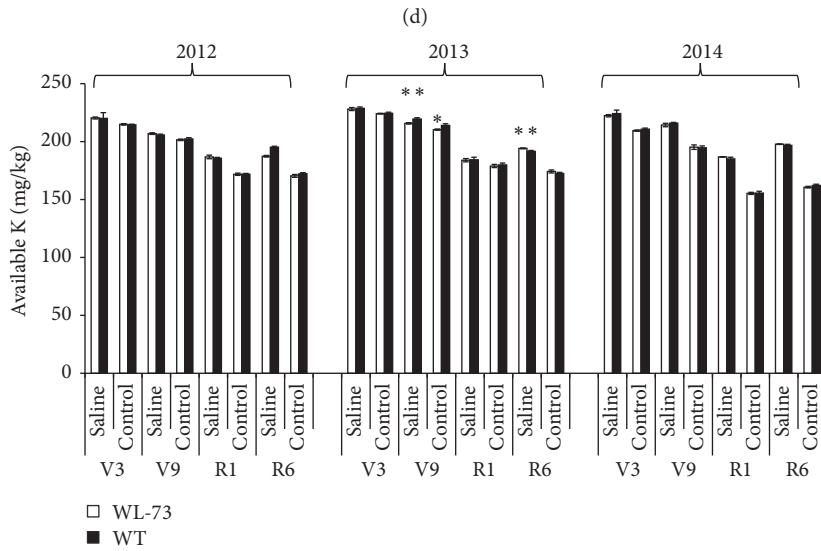 (d)
2012 2013 2014
Available K (mg/kg)
250
200
150
100
50
0
** * **
Saline Control Saline Control Saline Control Saline Control Saline Control Saline Control Saline Control Saline Control Saline Control Saline Control Saline Control Saline Control
V3 V9 R1 R6 V3 V9 R1 R6 V3 V9 R1 R6
WL-73
WT